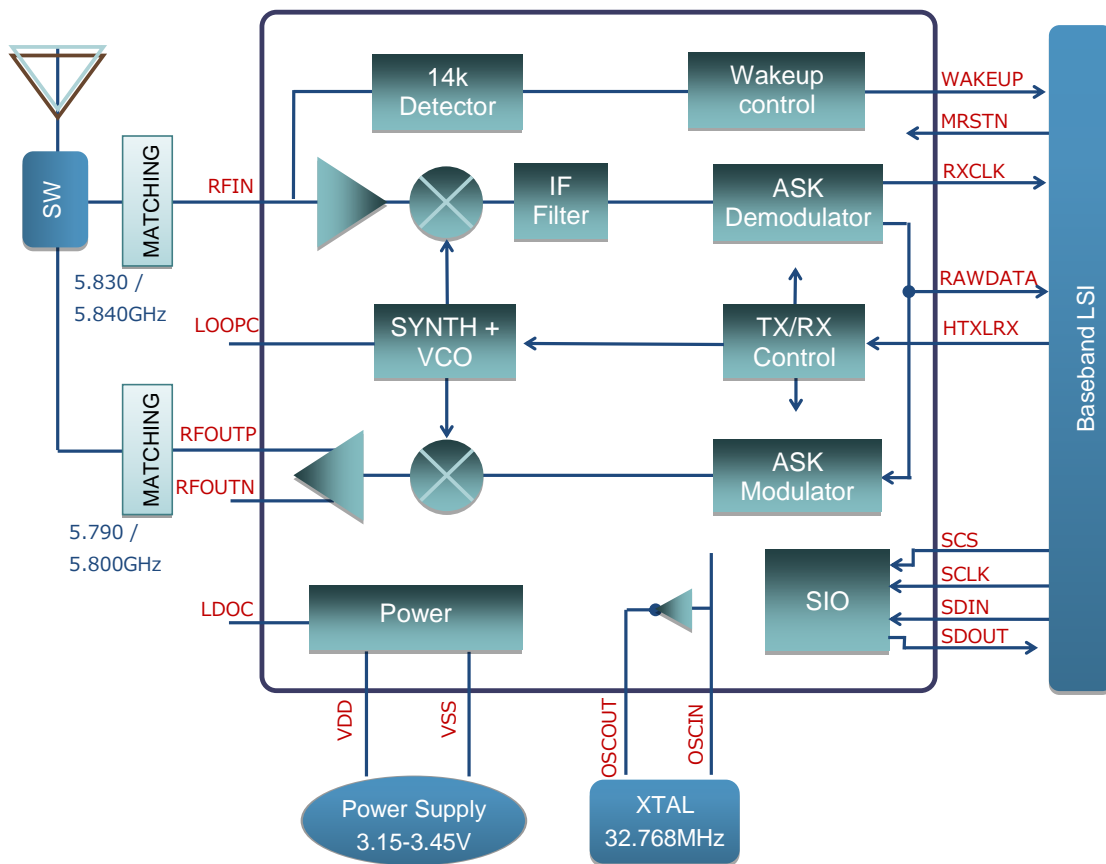 14k
Detector
Wakeup
control
WAKEUP
MRSTN
SW
MATCHING
RFIN
IF
Filter
ASK
Demodulator
RXCLK
5.830 /
5.840GHz
RAWDATA
LOOPC
SYNTH +
VCO
TX/RX
Control
HTXLRX
Baseband LSI
MATCHING
RFOUTP
RFOUTN
ASK
Modulator
5.790 /
5.800GHz
SCS
SCLK
SDIN
SDOUT
SIO
LDOC
Power
VDD
VSS
OSCOUT
OSCIN
Power Supply
3.15-3.45V
XTAL
32.768MHz